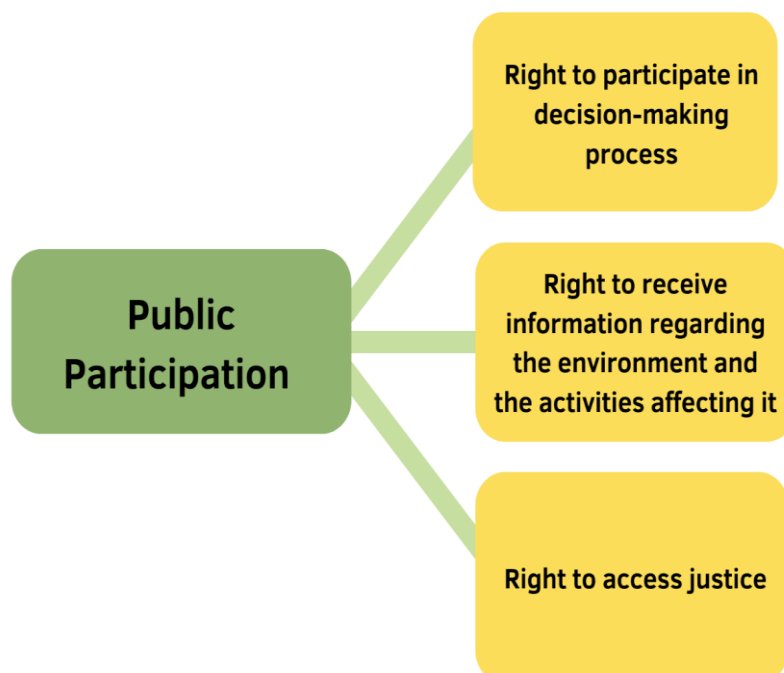 Public
Participation
Right to participate in
decision-making
process
Right to receive
information regarding
the environment and
the activities affecting it
Right to access justice